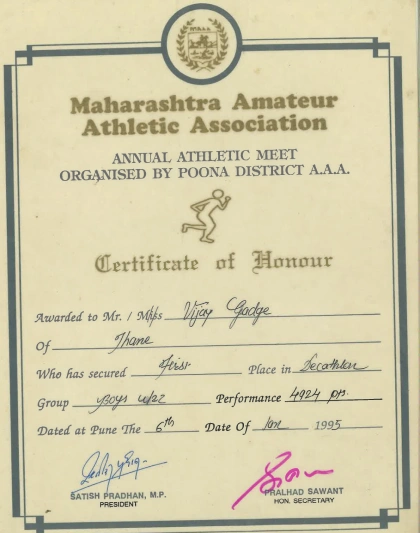 Maharashtra Amateur
Athletic Association
ANNUAL ATHLETIC MEET
ORGANISED BY POONA DISTRICT A.A.A.
Certificate of Honour
Awarded to Mr. / Miss Vijay Gadge
Of Thane
Who has secured First Place in Decathlon
Group Boys Performance 4924 pts.
Dated at Pune The 6th Date Of 1995
SATISH PRADHAN, M.P.
PRESIDENT
PRALHAD SAWANT
HON. SECRETARY